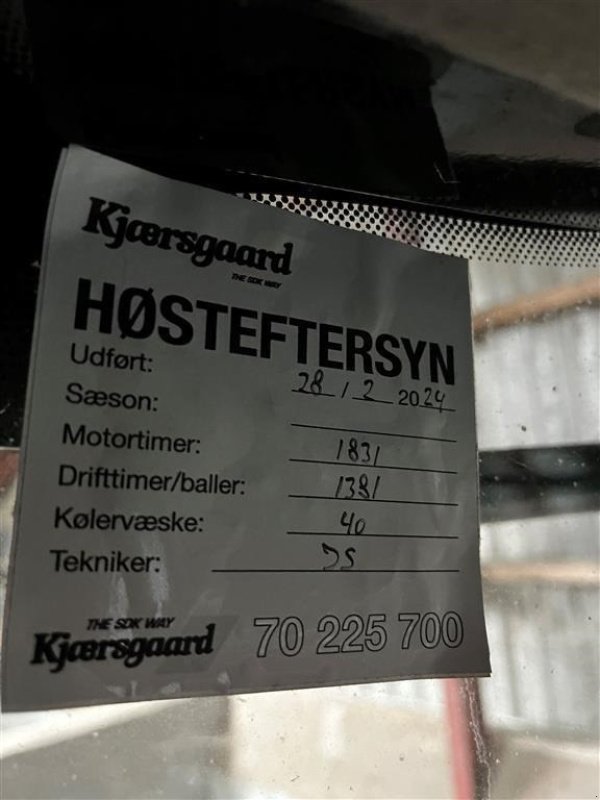 Kjærsgaard
THE SDK WAY
HØSTEFTERSYN
Udført: 28 / 2 2024
Sæson:
Motortimer: 1831
Drifttimer/baller: 1381
Kølervæske: 40
Tekniker: JS
THE SDK WAY
Kjærsgaard 70 225 700